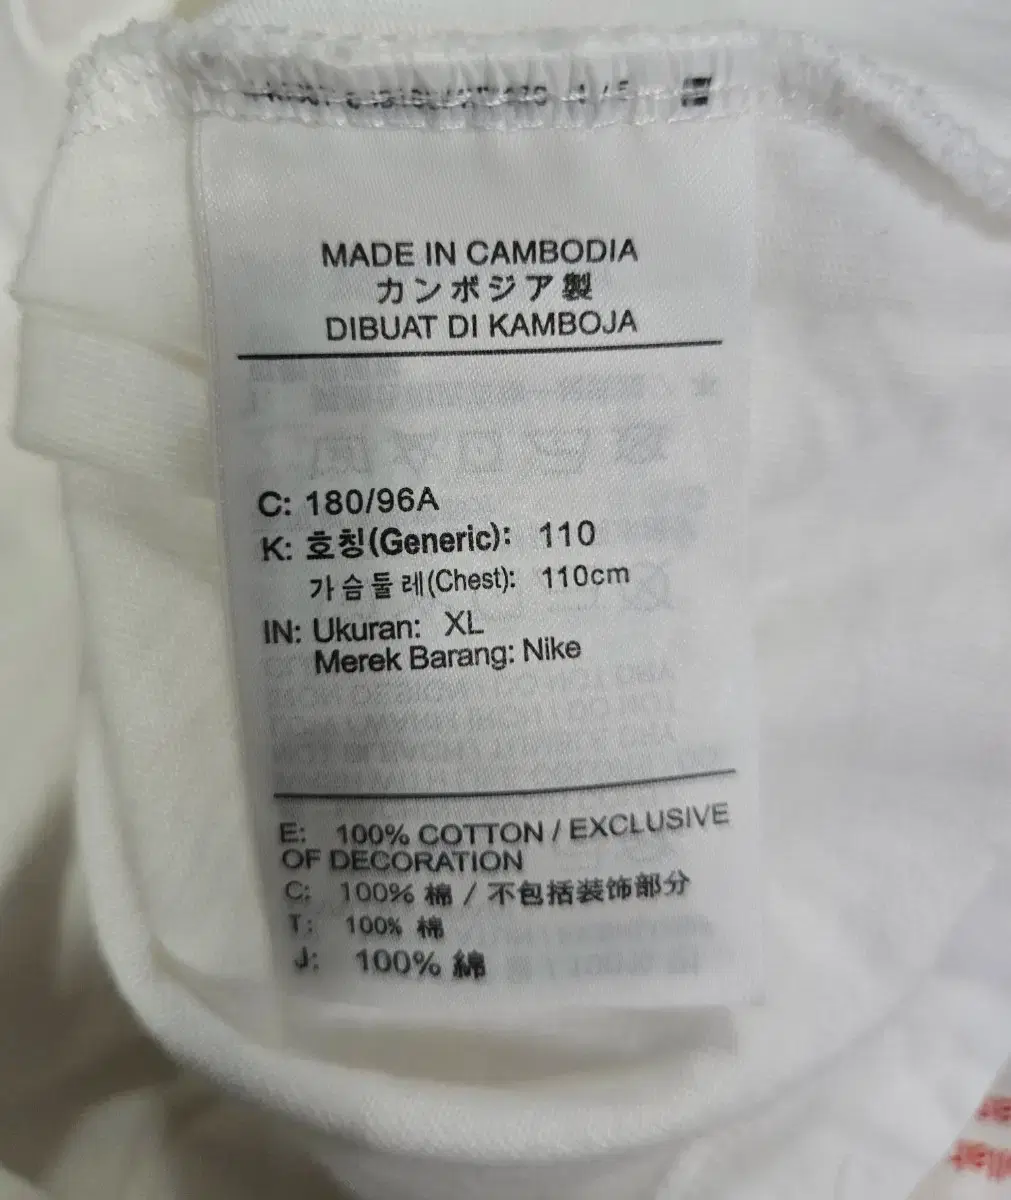 MADE IN CAMBODIA
カンボジア製
DIBUAT DI KAMBOJA
C: 180/96A
K: 호칭(Generic): 110
가슴둘레(Chest): 110cm
IN: Ukuran: XL
Merek Barang: Nike
E: 100% COTTON / EXCLUSIVE
OF DECORATION
C: 100% 棉 / 不包括装饰部分
T: 100% 棉
J: 100% 綿